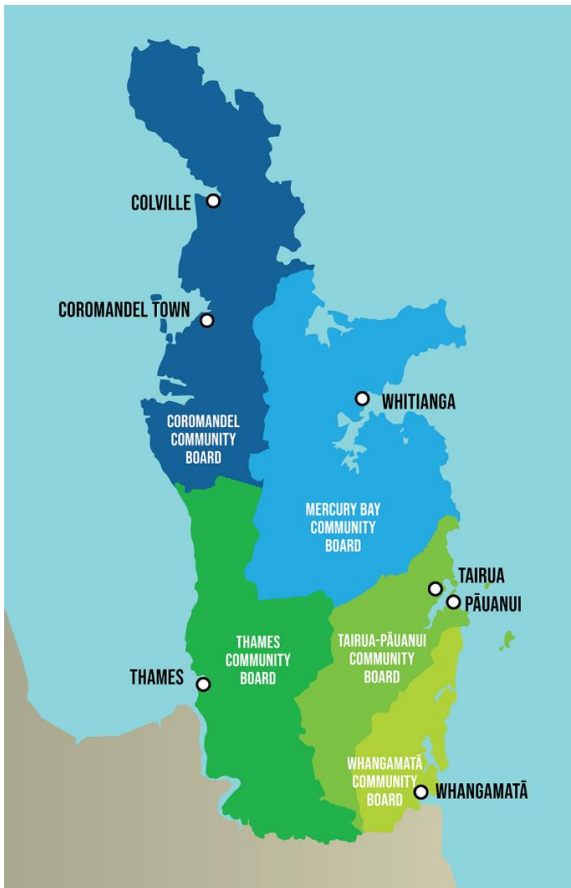 COLVILLE
COROMANDEL TOWN
WHITIANGA
COROMANDEL
COMMUNITY
BOARD
MERCURY BAY
COMMUNITY
BOARD
TAIRUA
PĀUANUI
THAMES
COMMUNITY
BOARD
TAIRUA-PĀUANUI
COMMUNITY
BOARD
THAMES
WHANGAMATĀ
COMMUNITY
BOARD
WHANGAMATĀ